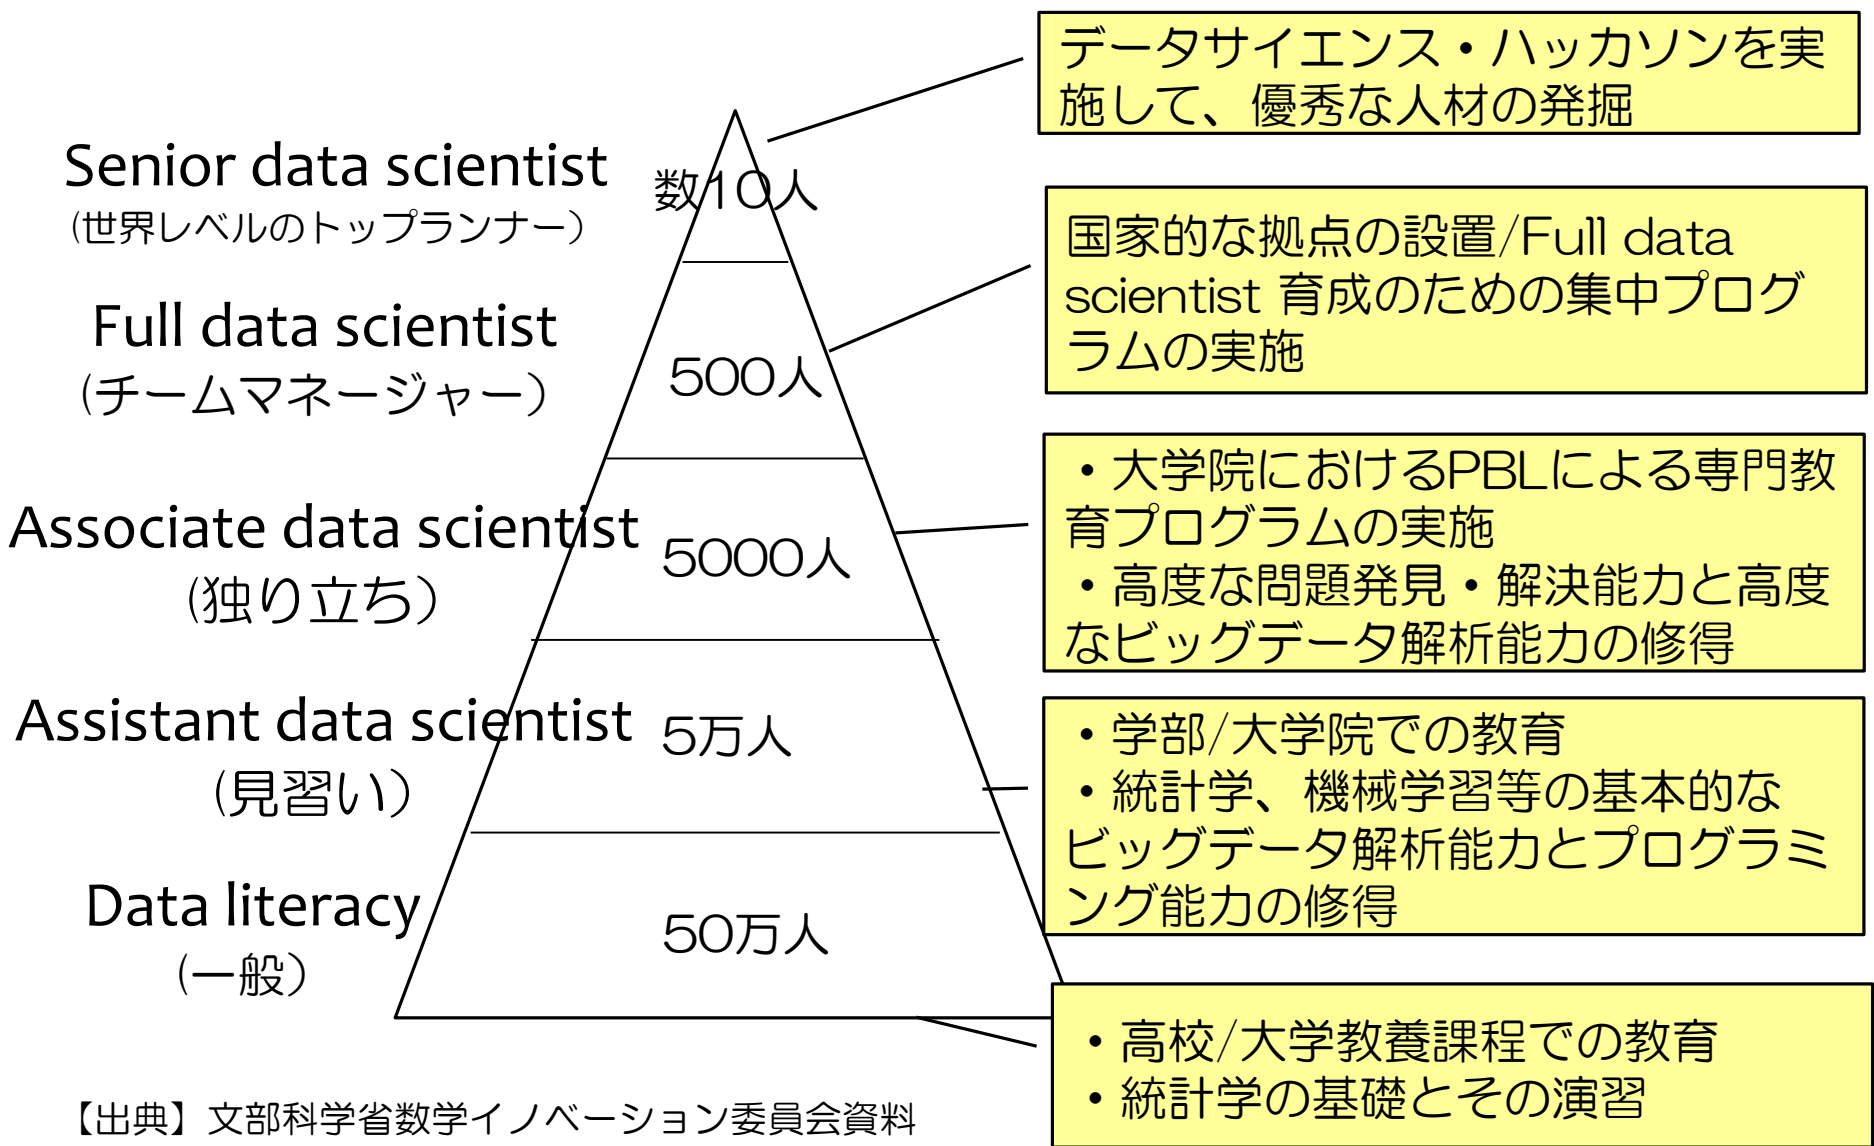 データサイエンス・ハッカソンを実
施して、優秀な人材の発掘
Senior data scientist
(世界レベルのトップランナー）
数10人
国家的な拠点の設置/Full data
scientist 育成のための集中プログ
ラムの実施
Full data scientist
(チームマネージャー）
500人
・大学院におけるPBLによる専門教
育プログラムの実施
・高度な問題発見・解決能力と高度
なビッグデータ解析能力の修得
Associate data scientist
(独り立ち）
5000人
Assistant data scientist
(見習い）
5万人
・学部/大学院での教育
・統計学、機械学習等の基本的な
ビッグデータ解析能力とプログラミ
ング能力の修得
Data literacy
(一般）
50万人
・高校/大学教養課程での教育
・統計学の基礎とその演習
【出典】文部科学省数学イノベーション委員会資料